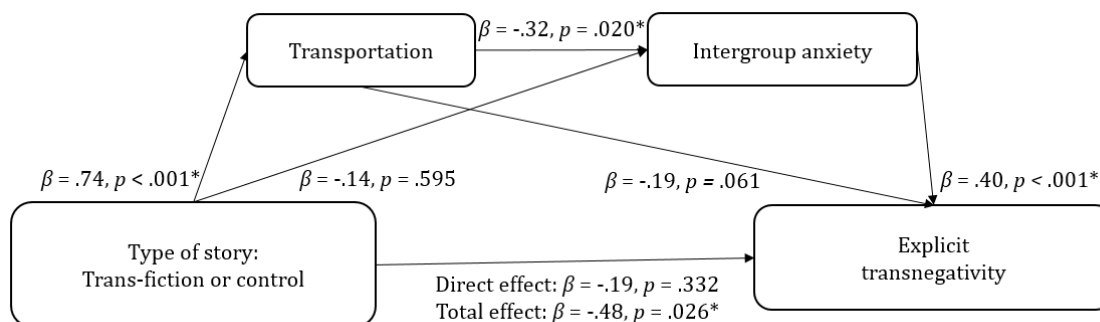 β = -.32, p = .020*
Transportation
Intergroup anxiety
β = .74, p < .001*
β = -.14, p = .595
β = -.19, p = .061
β = .40, p < .001*
Type of story:
Trans-fiction or control
Explicit
transnegativity
Direct effect: β = -.19, p = .332
Total effect: β = -.48, p = .026*